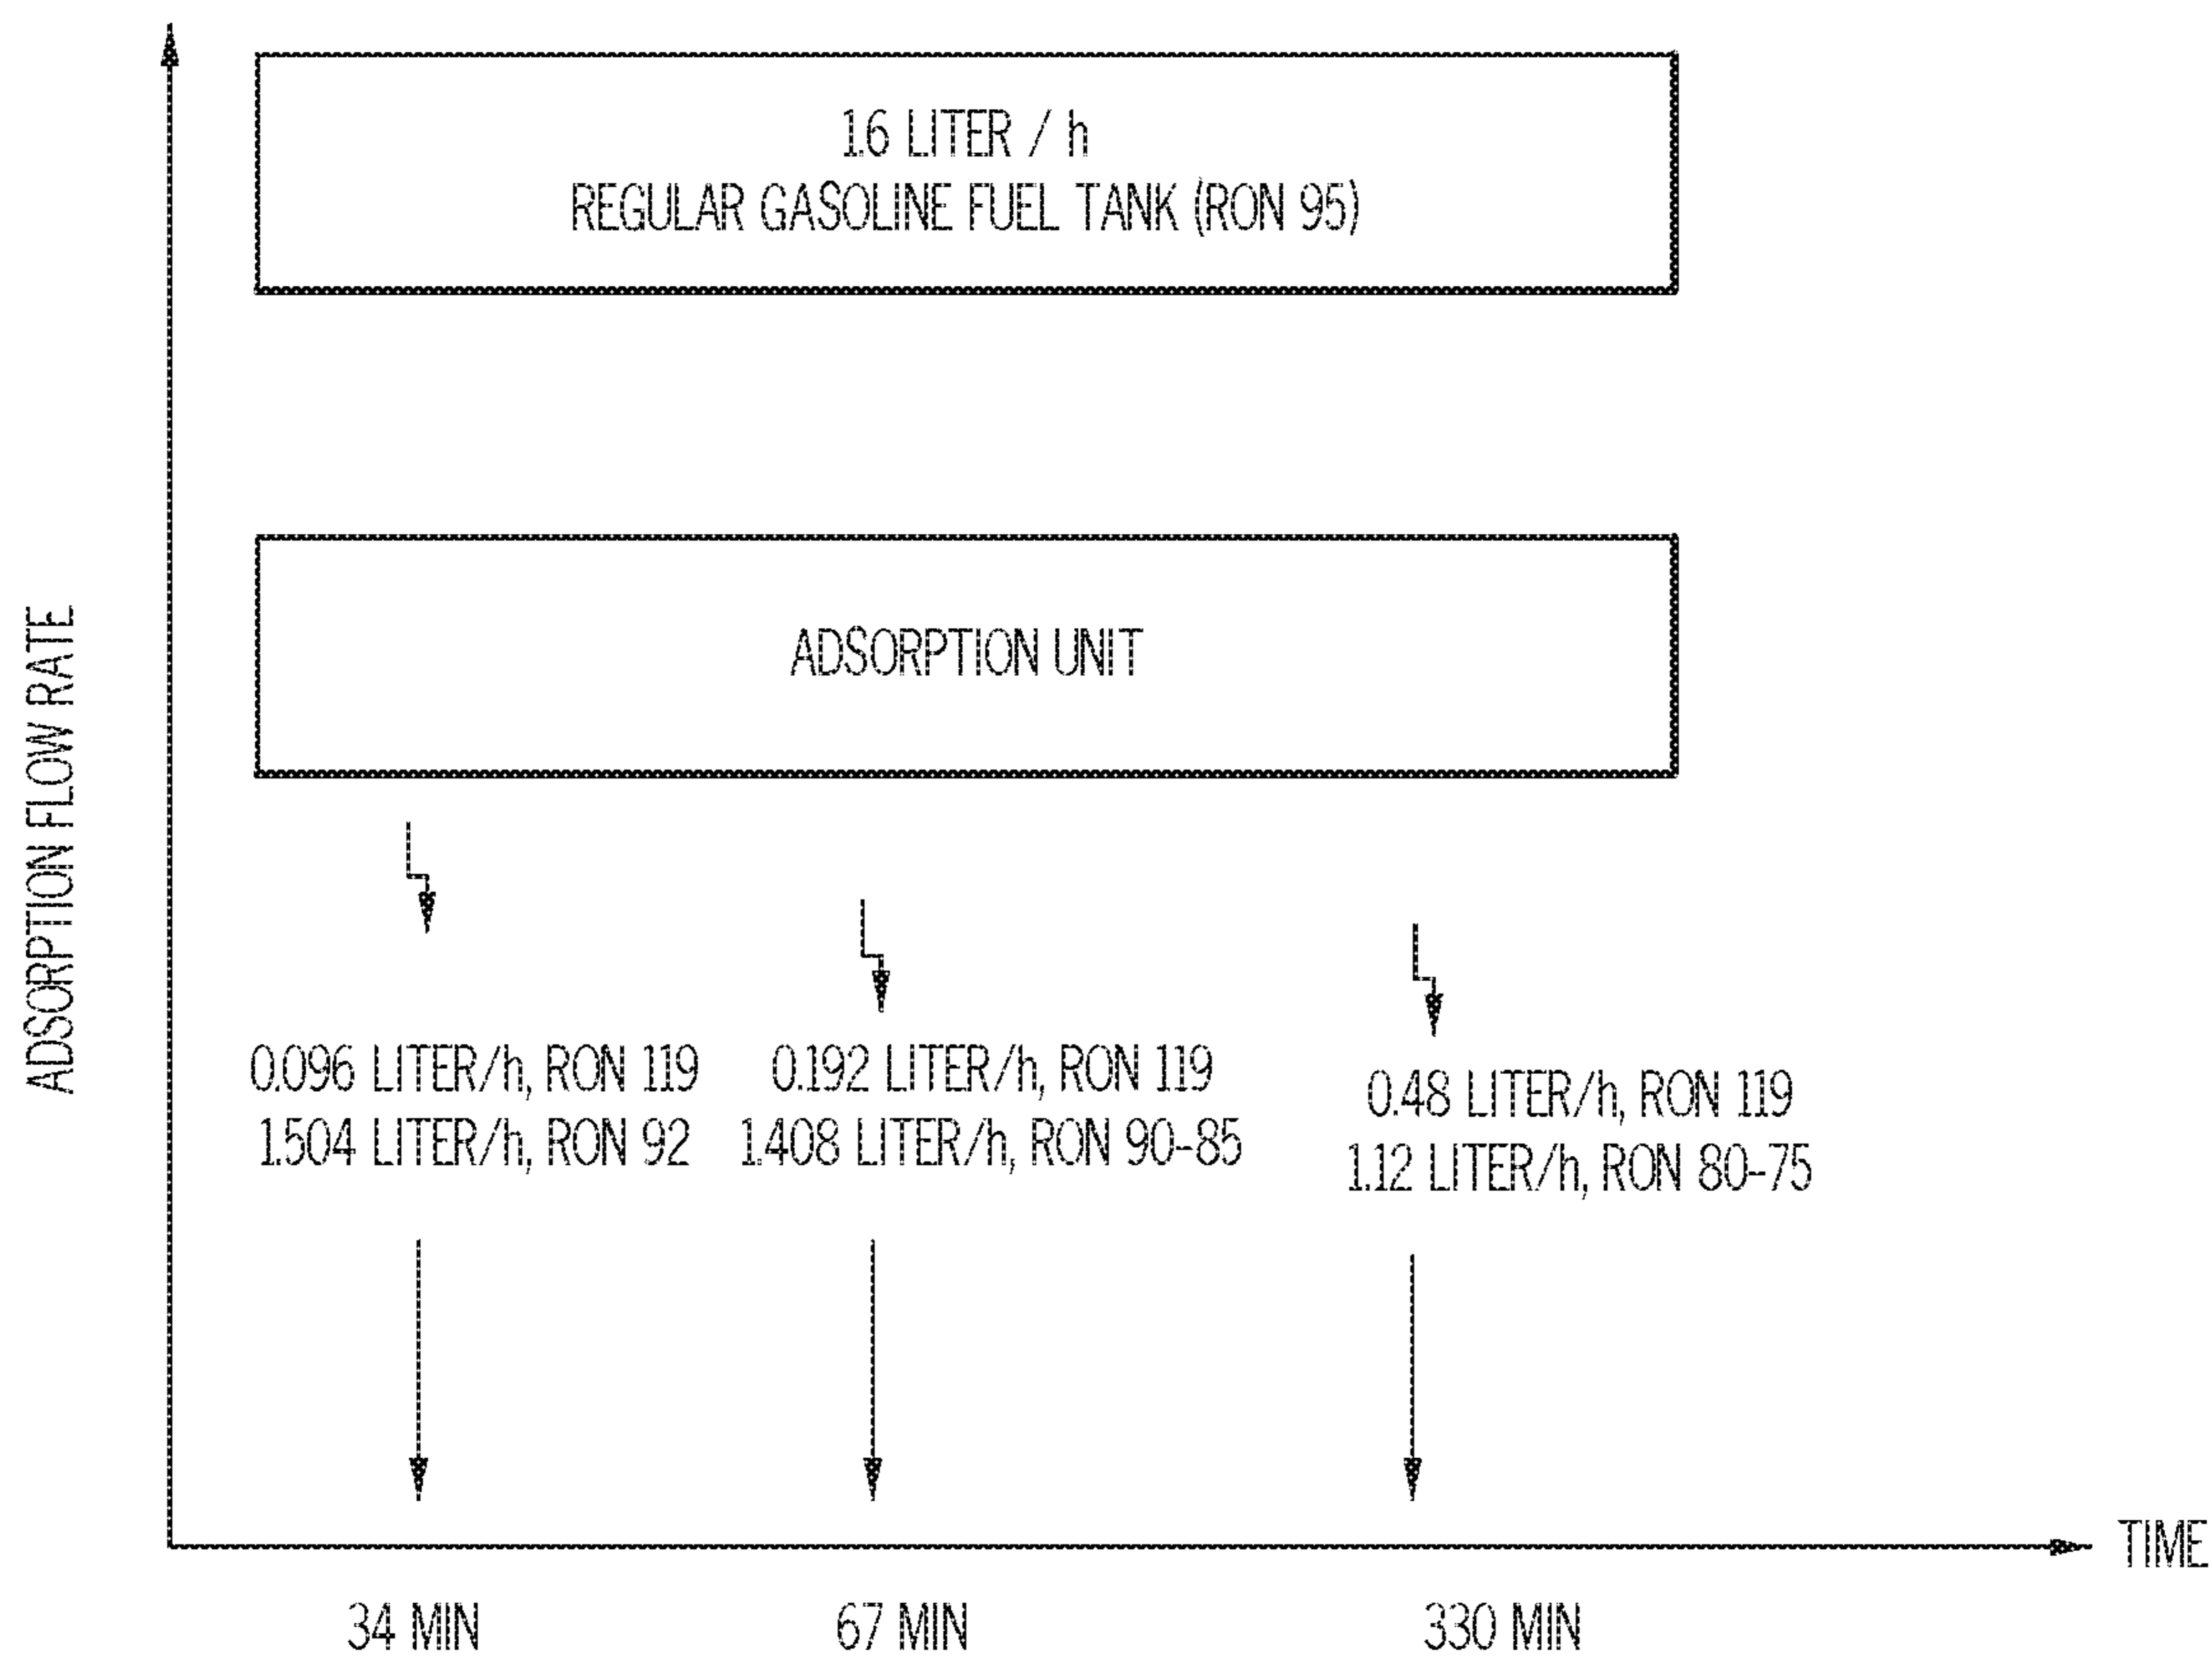 1.6 LITER / h
REGULAR GASOLINE FUEL TANK (RON 95)
ADSORPTION UNIT
ADSORPTION FLOW RATE
0.096 LITER/h, RON 119
1.504 LITER/h, RON 92
0.192 LITER/h, RON 119
1.408 LITER/h, RON 90-85
0.48 LITER/h, RON 119
1.12 LITER/h, RON 80-75
TIME
34 MIN
67 MIN
330 MIN